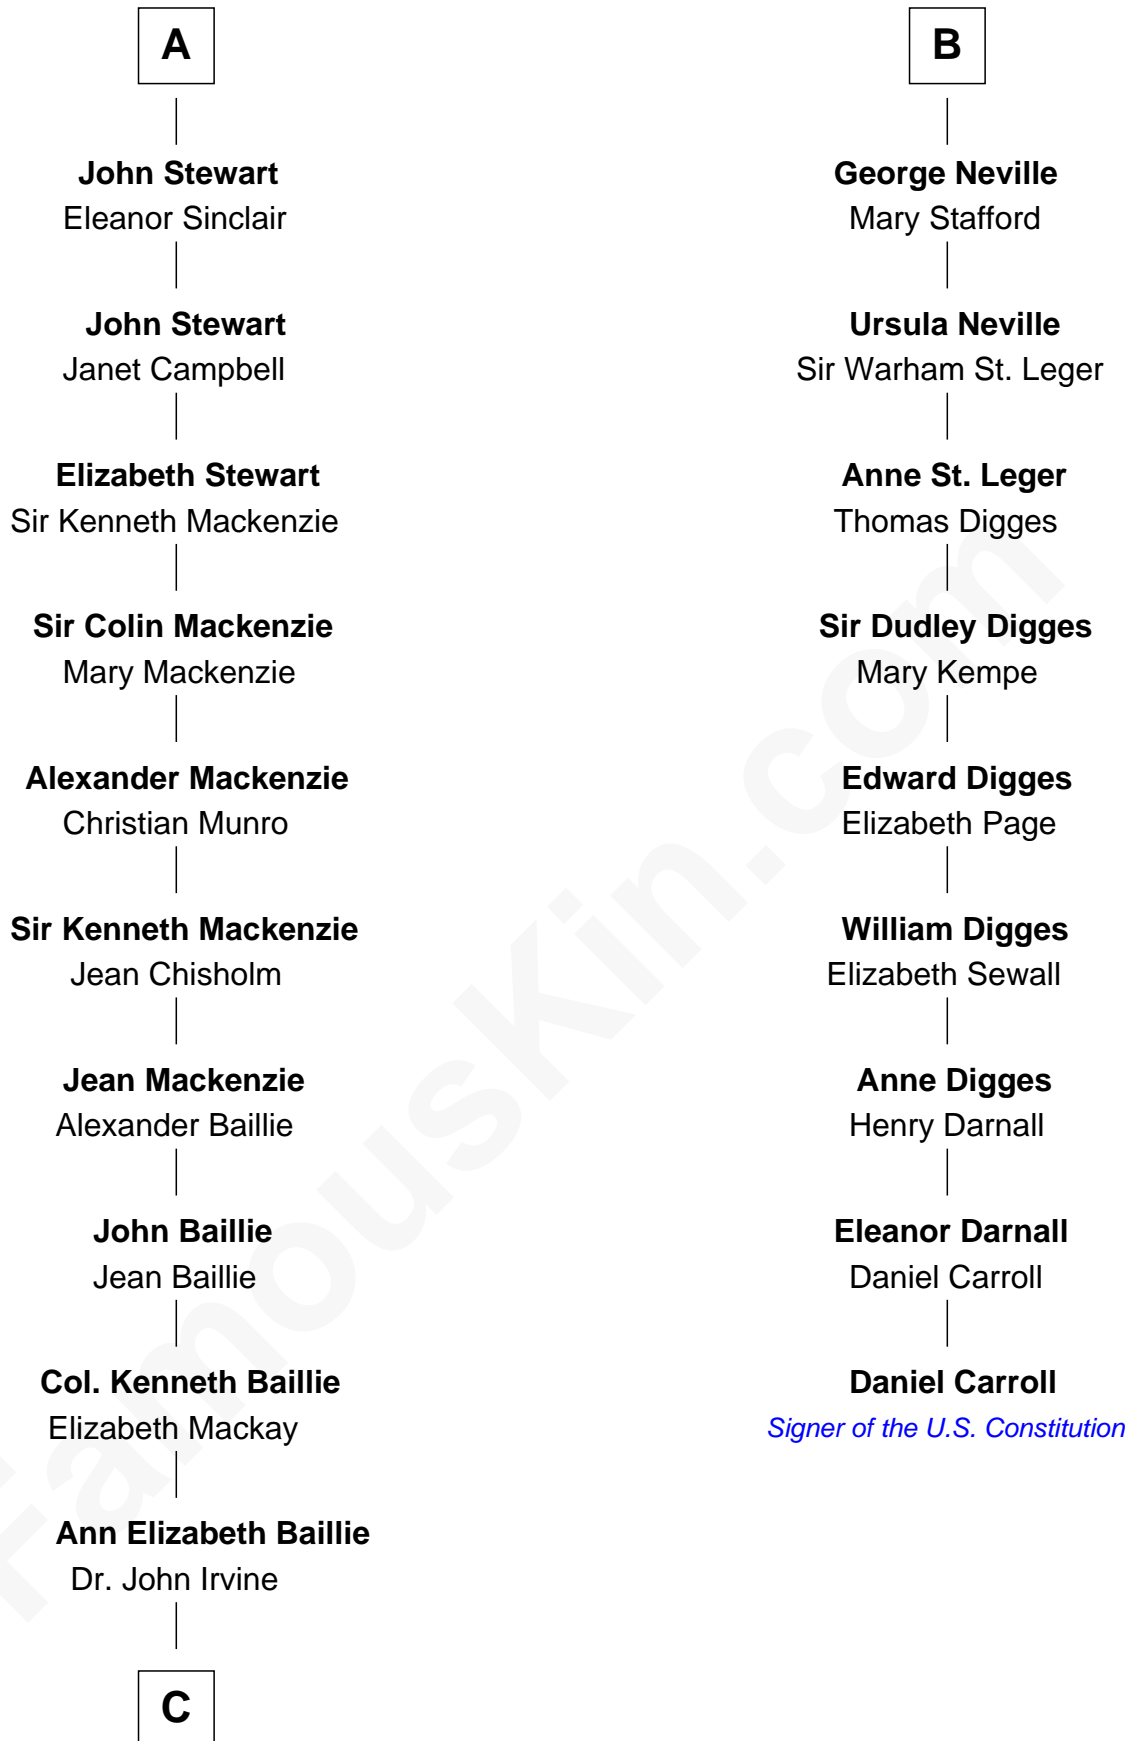 A
John Stewart
Eleanor Sinclair
John Stewart
Janet Campbell
Elizabeth Stewart
Sir Kenneth Mackenzie
Sir Colin Mackenzie
Mary Mackenzie
Alexander Mackenzie
Christian Munro
Sir Kenneth Mackenzie
Jean Chisholm
Jean Mackenzie
Alexander Baillie
John Baillie
Jean Baillie
Col. Kenneth Baillie
Elizabeth Mackay
Ann Elizabeth Baillie
Dr. John Irvine
C
B
George Neville
Mary Stafford
Ursula Neville
Sir Warham St. Leger
Anne St. Leger
Thomas Digges
Sir Dudley Digges
Mary Kempe
Edward Digges
Elizabeth Page
William Digges
Elizabeth Sewall
Anne Digges
Henry Darnall
Eleanor Darnall
Daniel Carroll
Daniel Carroll
Signer of the U.S. Constitution
FamousKin.com